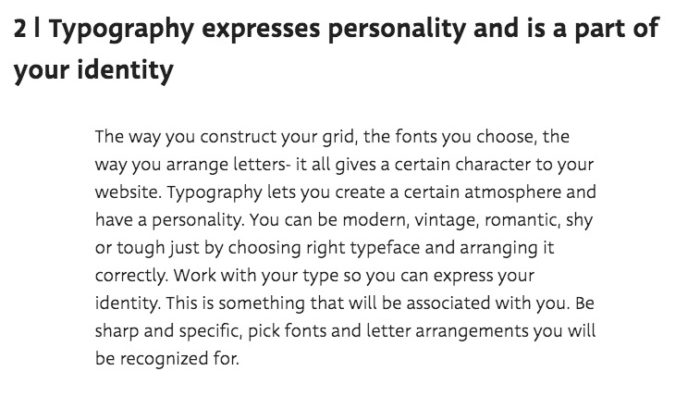 2 | Typography expresses personality and is a part of
your identity
The way you construct your grid, the fonts you choose, the
way you arrange letters- it all gives a certain character to your
website. Typography lets you create a certain atmosphere and
have a personality. You can be modern, vintage, romantic, shy
or tough just by choosing right typeface and arranging it
correctly. Work with your type so you can express your
identity. This is something that will be associated with you. Be
sharp and specific, pick fonts and letter arrangements you will
be recognized for.